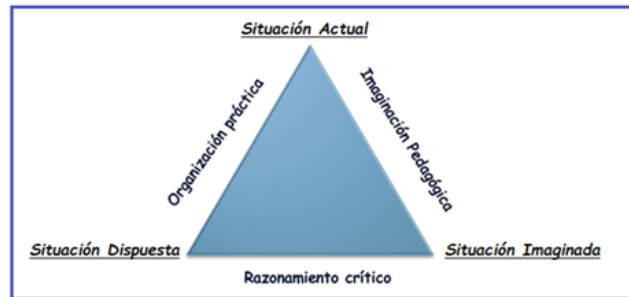 Situación Actual
Organización práctica
Imaginación Pedagógica
Situación Dispuesta
Situación Imaginada
Razonamiento crítico